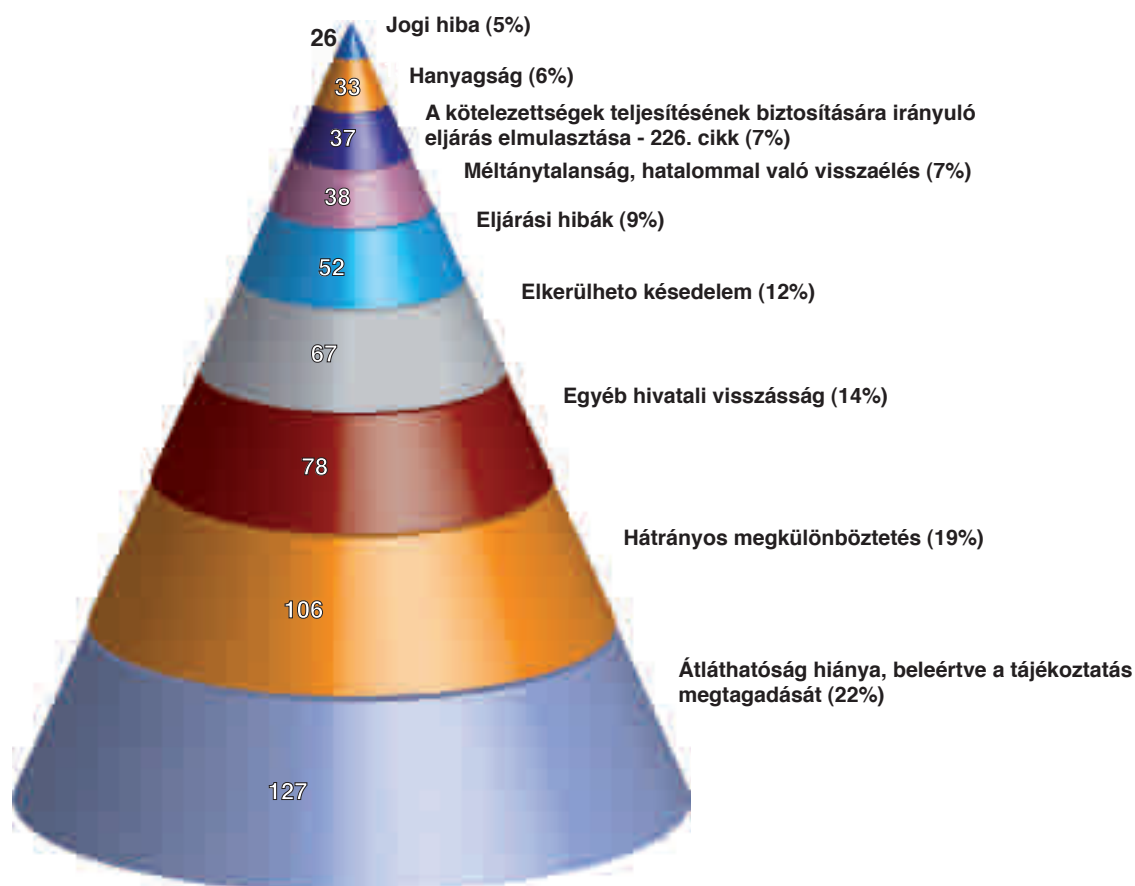 26
Jogi hiba (5%)
33
Hanyagság (6%)
37
A kötelezettségek teljesítésének biztosítására irányuló
eljárás elmulasztása - 226. cikk (7%)
38
Méltánytalanság, hatalommal való visszaélés (7%)
52
Eljárási hibák (9%)
67
Elkerülheto késedelem (12%)
78
Egyéb hivatali visszásság (14%)
106
Hátrányos megkülönböztetés (19%)
127
Átláthatóság hiánya, beleértve a tájékoztatás
megtagadását (22%)